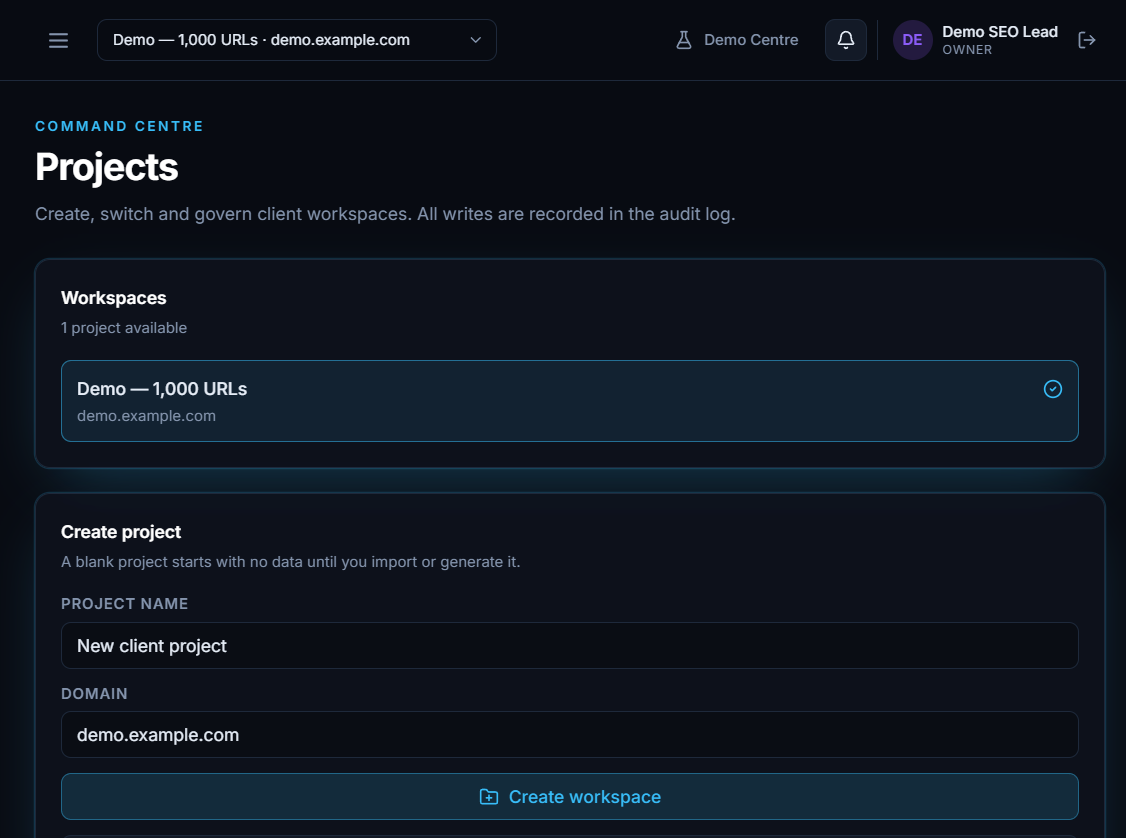 Demo — 1,000 URLs · demo.example.com
Demo Centre
DE
Demo SEO Lead
OWNER
COMMAND CENTRE
Projects
Create, switch and govern client workspaces. All writes are recorded in the audit log.
Workspaces
1 project available
Demo — 1,000 URLs
demo.example.com
Create project
A blank project starts with no data until you import or generate it.
PROJECT NAME
New client project
DOMAIN
demo.example.com
Create workspace